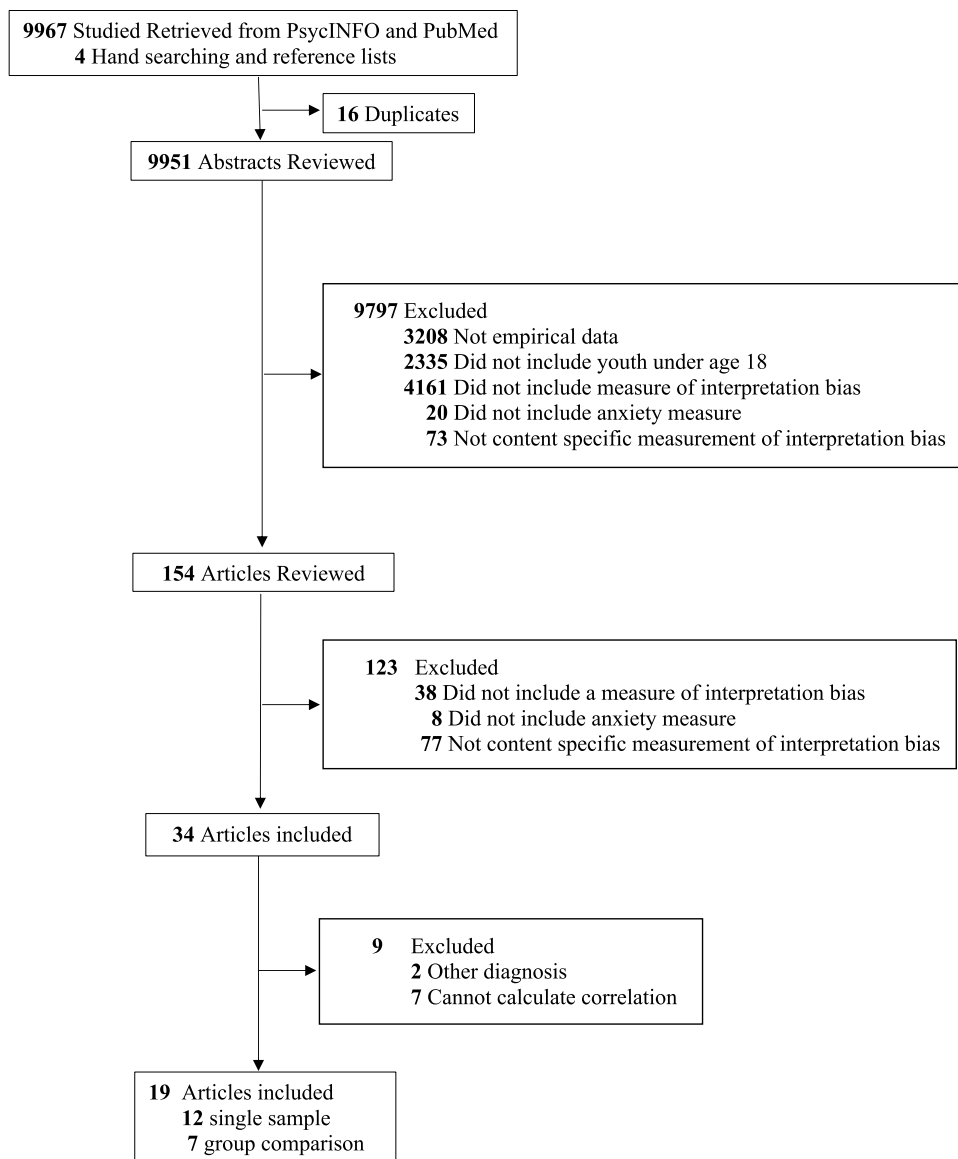 9967 Studied Retrieved from PsycINFO and PubMed
4 Hand searching and reference lists
16 Duplicates
9951 Abstracts Reviewed
9797 Excluded
3208 Not empirical data
2335 Did not include youth under age 18
4161 Did not include measure of interpretation bias
20 Did not include anxiety measure
73 Not content specific measurement of interpretation bias
154 Articles Reviewed
123 Excluded
38 Did not include a measure of interpretation bias
8 Did not include anxiety measure
77 Not content specific measurement of interpretation bias
34 Articles included
9 Excluded
2 Other diagnosis
7 Cannot calculate correlation
19 Articles included
12 single sample
7 group comparison